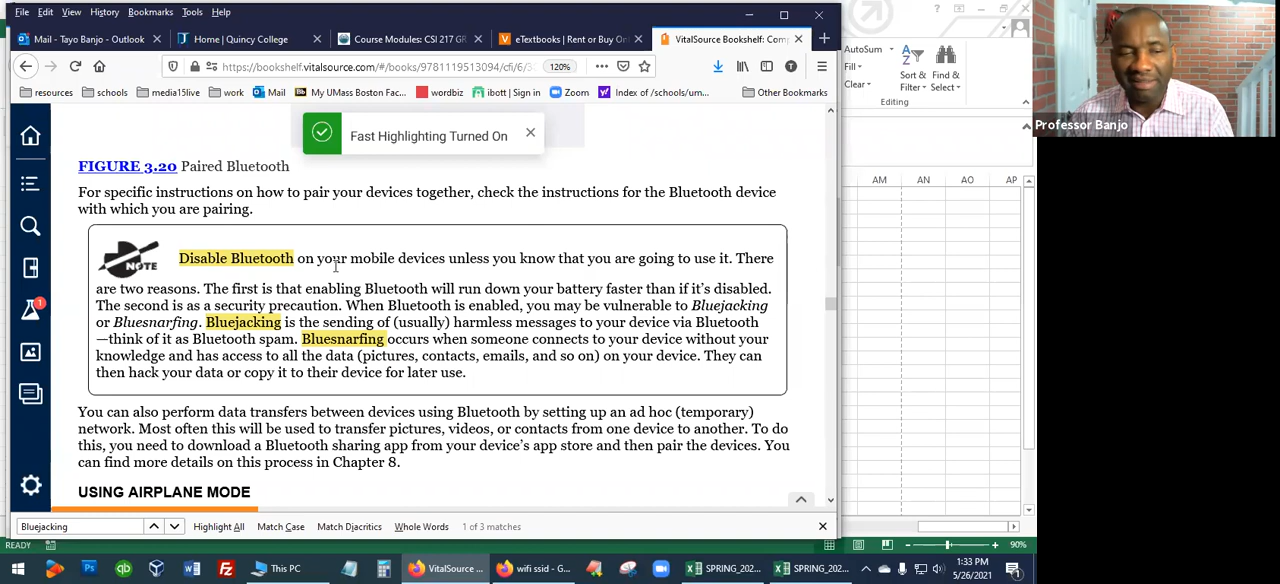 File Edit View History Bookmarks Tools Help
Mail - Tayo Banjo - Outlook Home | Quincy College Course Modules: CSI 217 GR eTextbooks | Rent or Buy On VitalSource Bookshelf: Com
https://bookshelf.vitalsource.com/#/books/9781119513094/cfi/6/3 120%
resources schools media15live work Mail My UMass Boston Fac... wordbiz ibott | Sign in Zoom Index of /schools/um... Other Bookmarks
Fast Highlighting Turned On
FIGURE 3.20 Paired Bluetooth
For specific instructions on how to pair your devices together, check the instructions for the Bluetooth device
with which you are pairing.
NOTE
Disable Bluetooth on your mobile devices unless you know that you are going to use it. There
are two reasons. The first is that enabling Bluetooth will run down your battery faster than if it's disabled.
The second is as a security precaution. When Bluetooth is enabled, you may be vulnerable to Bluejacking
or Bluesnarfing. Bluejacking is the sending of (usually) harmless messages to your device via Bluetooth
—think of it as Bluetooth spam. Bluesnarfing occurs when someone connects to your device without your
knowledge and has access to all the data (pictures, contacts, emails, and so on) on your device. They can
then hack your data or copy it to their device for later use.
You can also perform data transfers between devices using Bluetooth by setting up an ad hoc (temporary)
network. Most often this will be used to transfer pictures, videos, or contacts from one device to another. To do
this, you need to download a Bluetooth sharing app from your device's app store and then pair the devices. You
can find more details on this process in Chapter 8.
USING AIRPLANE MODE
1
Bluejacking Highlight All Match Case Match Diacritics Whole Words 1 of 3 matches
AutoSum
Fill
Clear
Sort &
Filter
Find &
Select
Editing
AM AN AO AP
Professor Banjo
READY 90%
This PC VitalSource ... wifi ssid - G... SPRING_202... SPRING_202... 1:33 PM
5/26/2021
1